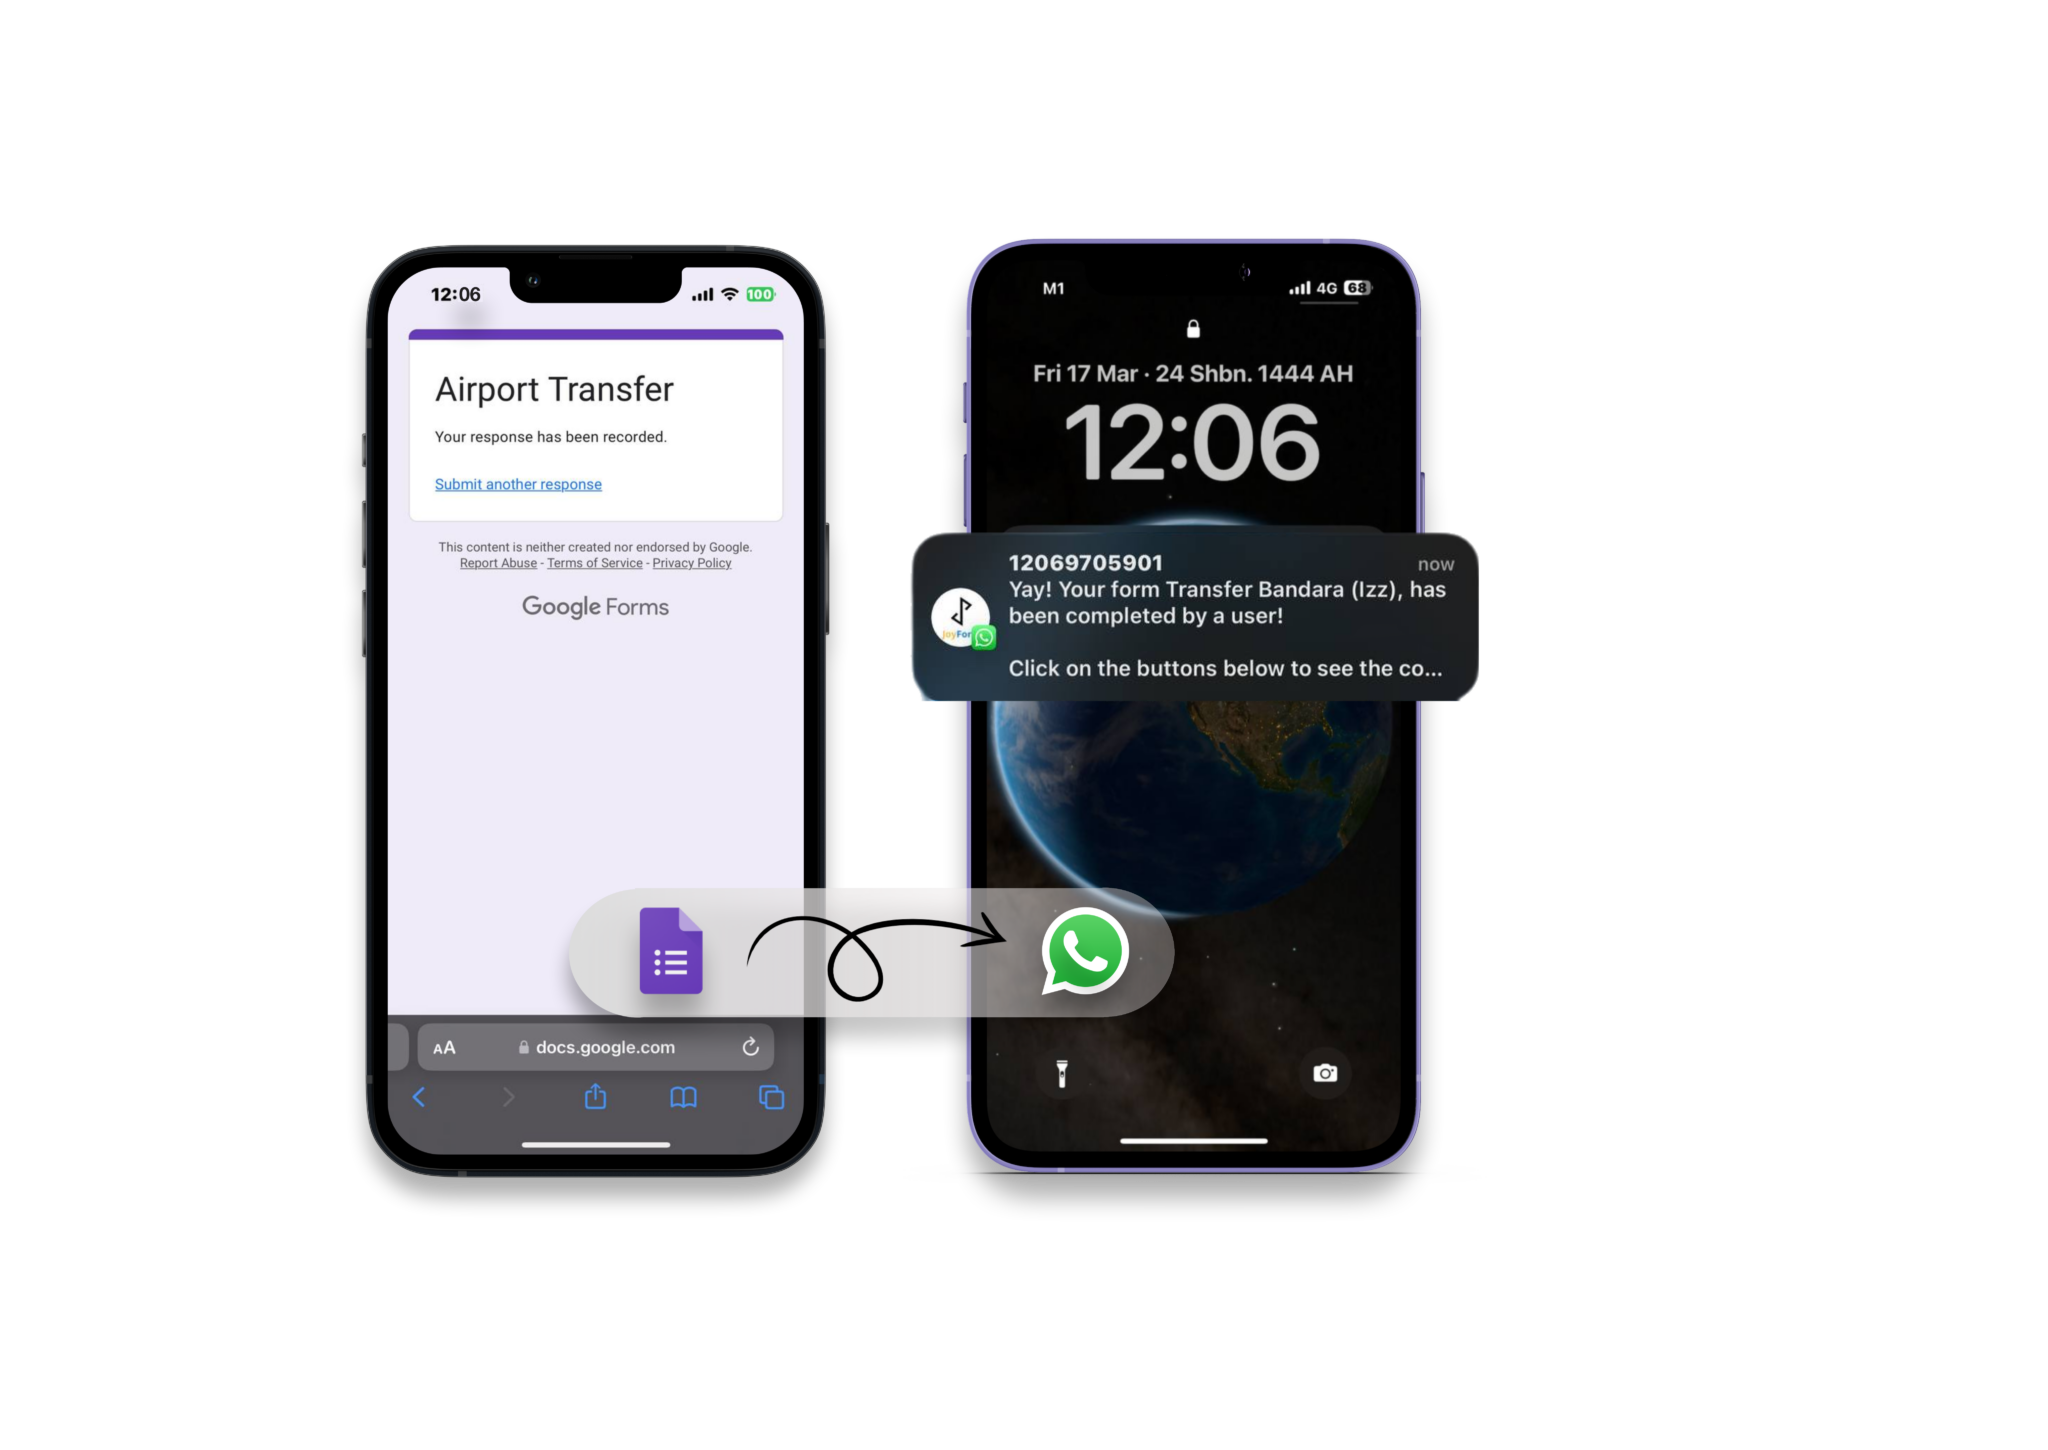 12:06
100
Airport Transfer
Your response has been recorded.
Submit another response
This content is neither created nor endorsed by Google.
Report Abuse - Terms of Service - Privacy Policy
Google Forms
AA docs.google.com
M1
4G 68
Fri 17 Mar · 24 Shbn. 1444 AH
12:06
12069705901 now
Yay! Your form Transfer Bandara (Izz), has
been completed by a user!
Click on the buttons below to see the co...
JoyFor